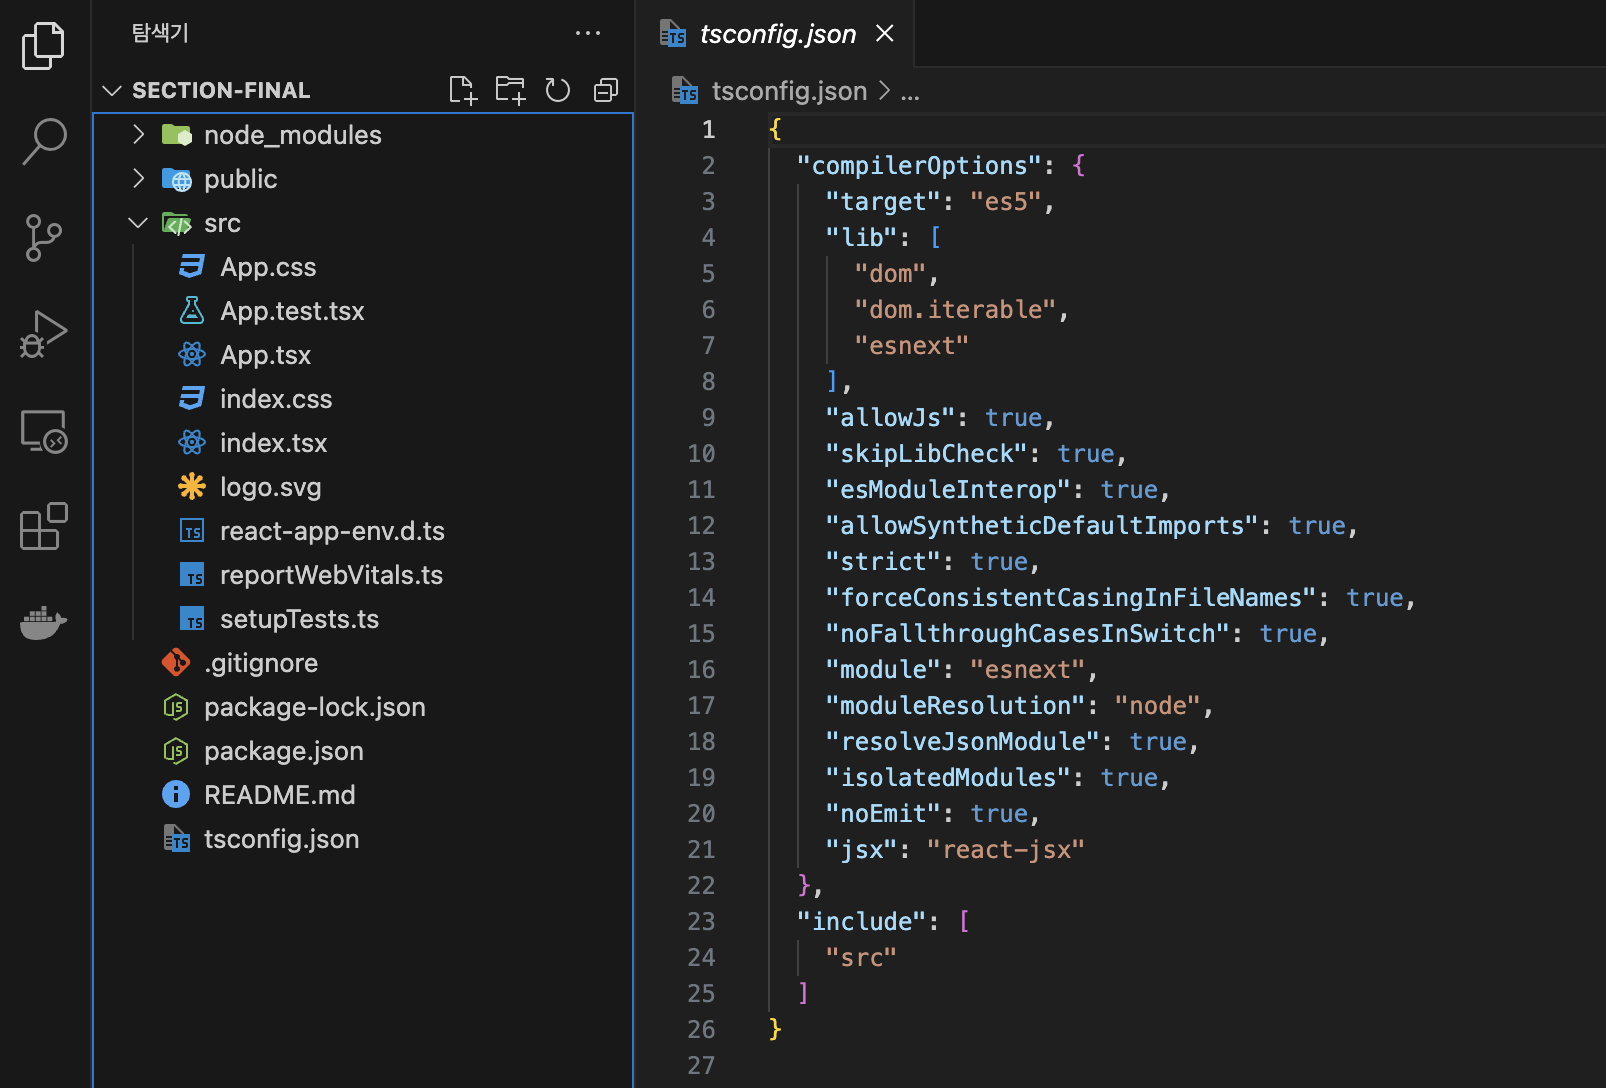 탐색기
SECTION-FINAL
node_modules
public
src
App.css
App.test.tsx
App.tsx
index.css
index.tsx
logo.svg
react-app-env.d.ts
reportWebVitals.ts
setupTests.ts
.gitignore
package-lock.json
package.json
README.md
tsconfig.json
tsconfig.json
tsconfig.json > ...
1 {
2 "compilerOptions": {
3 "target": "es5",
4 "lib": [
5 "dom",
6 "dom.iterable",
7 "esnext"
8 ],
9 "allowJs": true,
10 "skipLibCheck": true,
11 "esModuleInterop": true,
12 "allowSyntheticDefaultImports": true,
13 "strict": true,
14 "forceConsistentCasingInFileNames": true,
15 "noFallthroughCasesInSwitch": true,
16 "module": "esnext",
17 "moduleResolution": "node",
18 "resolveJsonModule": true,
19 "isolatedModules": true,
20 "noEmit": true,
21 "jsx": "react-jsx"
22 },
23 "include": [
24 "src"
25 ]
26 }
27